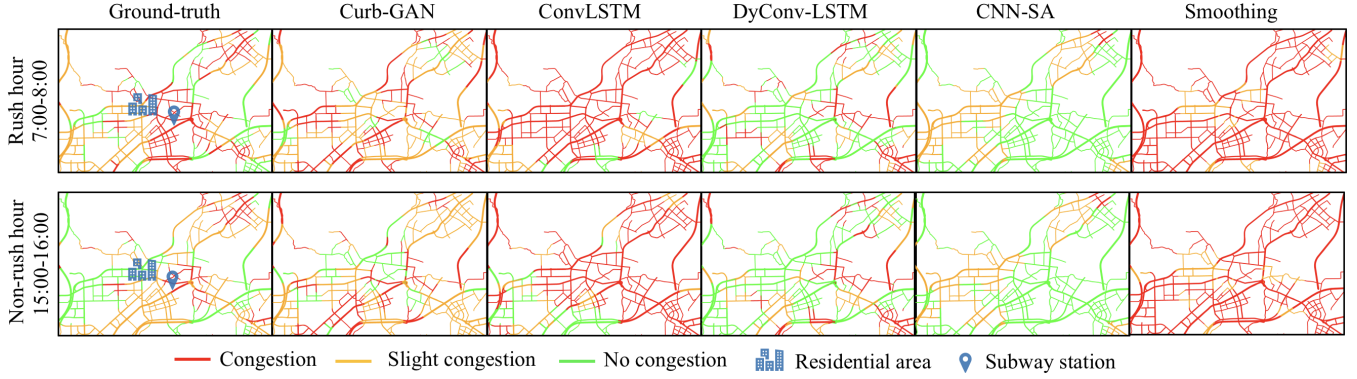 Ground-truth Curb-GAN ConvLSTM DyConv-LSTM CNN-SA Smoothing
Rush hour
7:00-8:00
Non-rush hour
15:00-16:00
Congestion Slight congestion No congestion Residential area Subway station